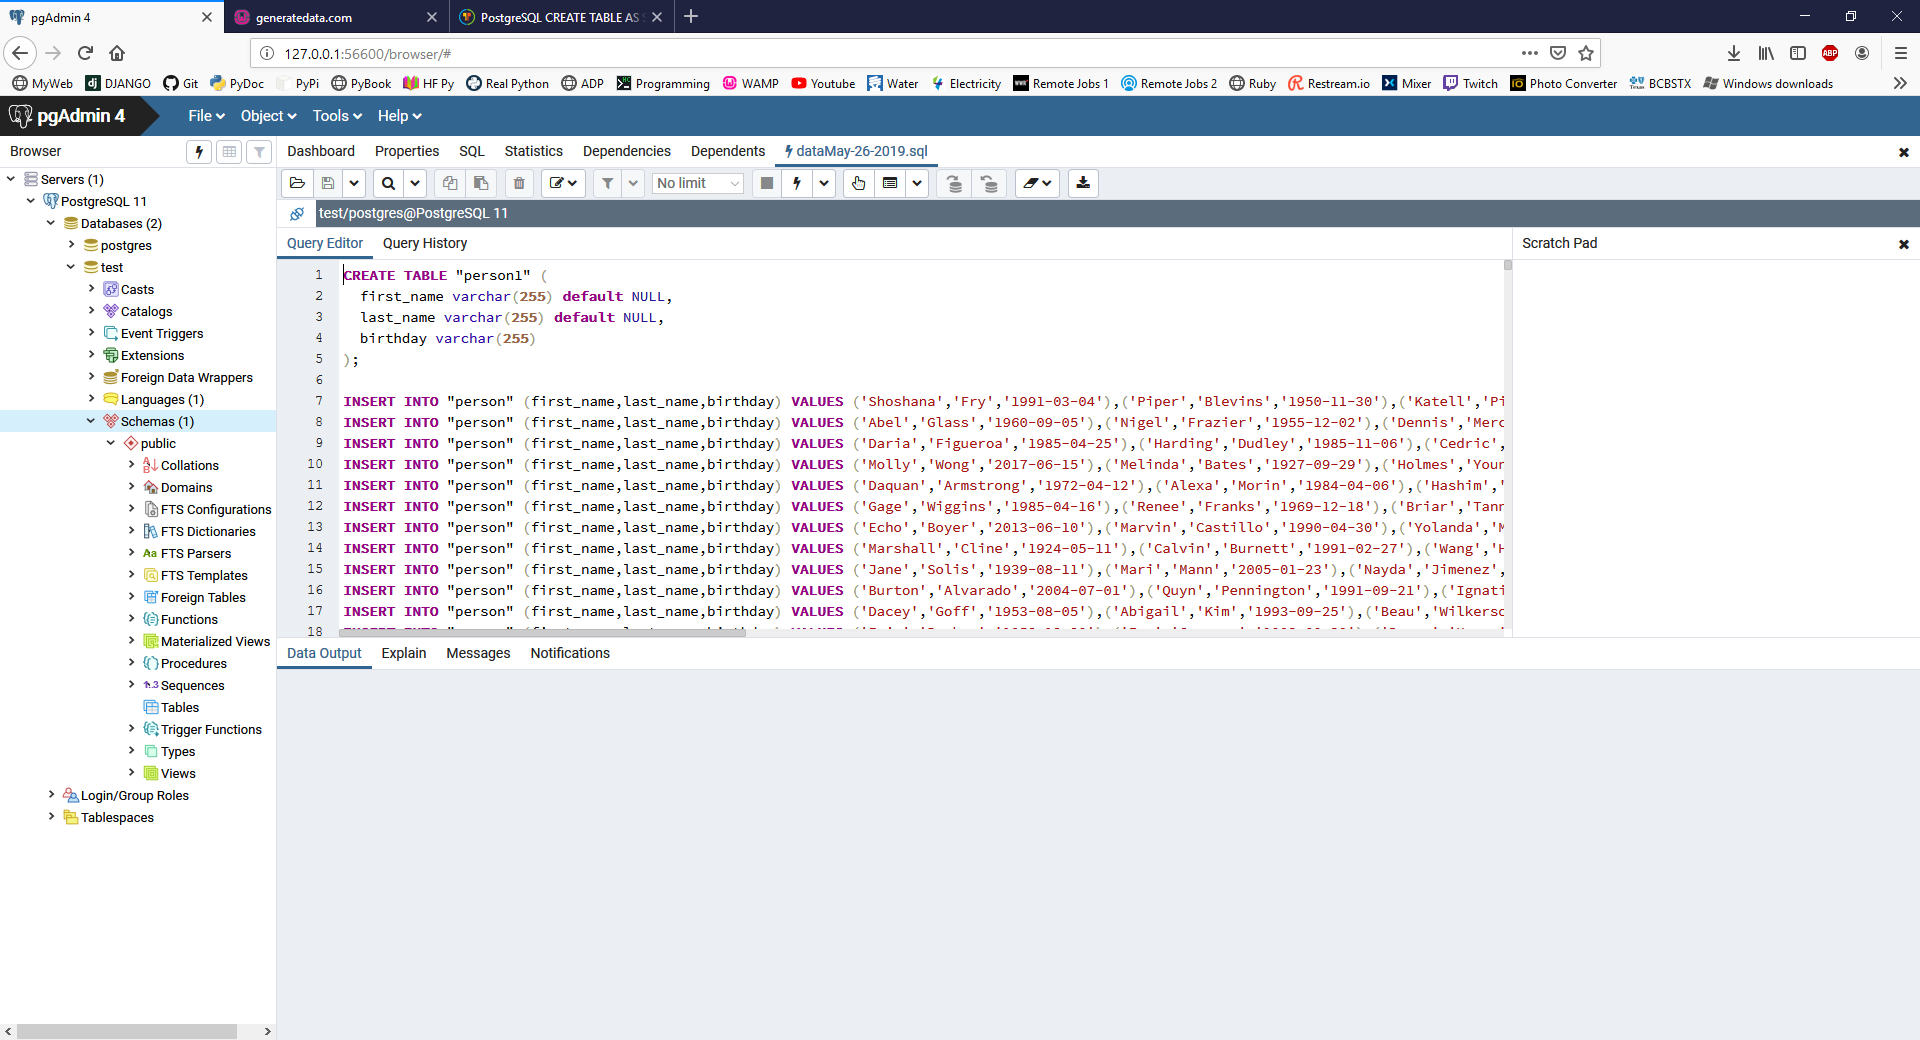 pgAdmin 4
generatedata.com
PostgreSQL CREATE TABLE AS
127.0.0.1:56600/browser/#
MyWeb DJANGO Git PyDoc PyPi PyBook HF Py Real Python ADP Programming WAMP Youtube Water Electricity Remote Jobs 1 Remote Jobs 2 Ruby Restream.io Mixer Twitch Photo Converter BCBSTX Windows downloads
pgAdmin 4 File Object Tools Help
Browser
Dashboard Properties SQL Statistics Dependencies Dependents dataMay-26-2019.sql
Servers (1)
PostgreSQL 11
Databases (2)
postgres
test
Casts
Catalogs
Event Triggers
Extensions
Foreign Data Wrappers
Languages (1)
Schemas (1)
public
Collations
Domains
FTS Configurations
FTS Dictionaries
FTS Parsers
FTS Templates
Foreign Tables
Functions
Materialized Views
Procedures
Sequences
Tables
Trigger Functions
Types
Views
Login/Group Roles
Tablespaces
No limit
test/postgres@PostgreSQL 11
Query Editor Query History
Scratch Pad
1 CREATE TABLE "person1" (
2 first_name varchar(255) default NULL,
3 last_name varchar(255) default NULL,
4 birthday varchar(255)
5 );
6
7 INSERT INTO "person" (first_name,last_name,birthday) VALUES ('Shoshana','Fry','1991-03-04'),('Piper','Blevins','1950-11-30'),('Katell','Pi
8 INSERT INTO "person" (first_name,last_name,birthday) VALUES ('Abel','Glass','1960-09-05'),('Nigel','Frazier','1955-12-02'),('Dennis','Merc
9 INSERT INTO "person" (first_name,last_name,birthday) VALUES ('Daria','Figueroa','1985-04-25'),('Harding','Dudley','1985-11-06'),('Cedric',
10 INSERT INTO "person" (first_name,last_name,birthday) VALUES ('Molly','Wong','2017-06-15'),('Melinda','Bates','1927-09-29'),('Holmes','Your
11 INSERT INTO "person" (first_name,last_name,birthday) VALUES ('Daquan','Armstrong','1972-04-12'),('Alexa','Morin','1984-04-06'),('Hashim','
12 INSERT INTO "person" (first_name,last_name,birthday) VALUES ('Gage','Wiggins','1985-04-16'),('Renee','Franks','1969-12-18'),('Briar','Tann
13 INSERT INTO "person" (first_name,last_name,birthday) VALUES ('Echo','Boyer','2013-06-10'),('Marvin','Castillo','1990-04-30'),('Yolanda','M
14 INSERT INTO "person" (first_name,last_name,birthday) VALUES ('Marshall','Cline','1924-05-11'),('Calvin','Burnett','1991-02-27'),('Wang','H
15 INSERT INTO "person" (first_name,last_name,birthday) VALUES ('Jane','Solis','1939-08-11'),('Mari','Mann','2005-01-23'),('Nayda','Jimenez',
16 INSERT INTO "person" (first_name,last_name,birthday) VALUES ('Burton','Alvarado','2004-07-01'),('Quyn','Pennington','1991-09-21'),('Ignati
17 INSERT INTO "person" (first_name,last_name,birthday) VALUES ('Dacey','Goff','1953-08-05'),('Abigail','Kim','1993-09-25'),('Beau','Wilkersc
18
Data Output Explain Messages Notifications